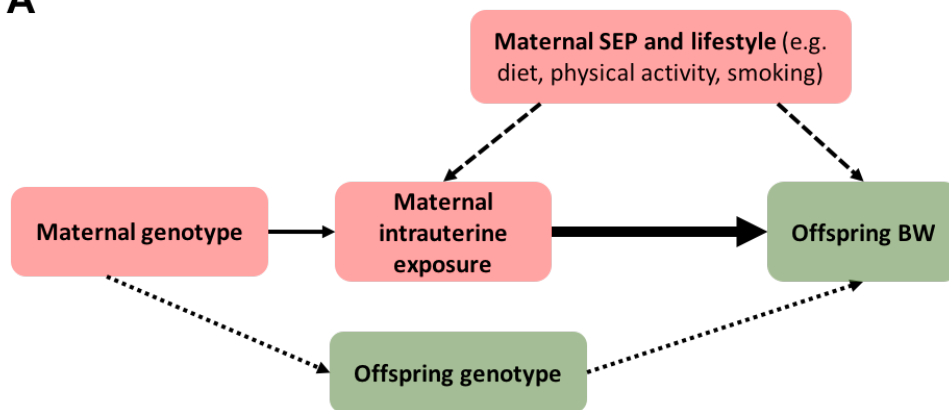 A
Maternal SEP and lifestyle (e.g.
diet, physical activity, smoking)
Maternal genotype
Maternal
intrauterine
exposure
Offspring BW
Offspring genotype